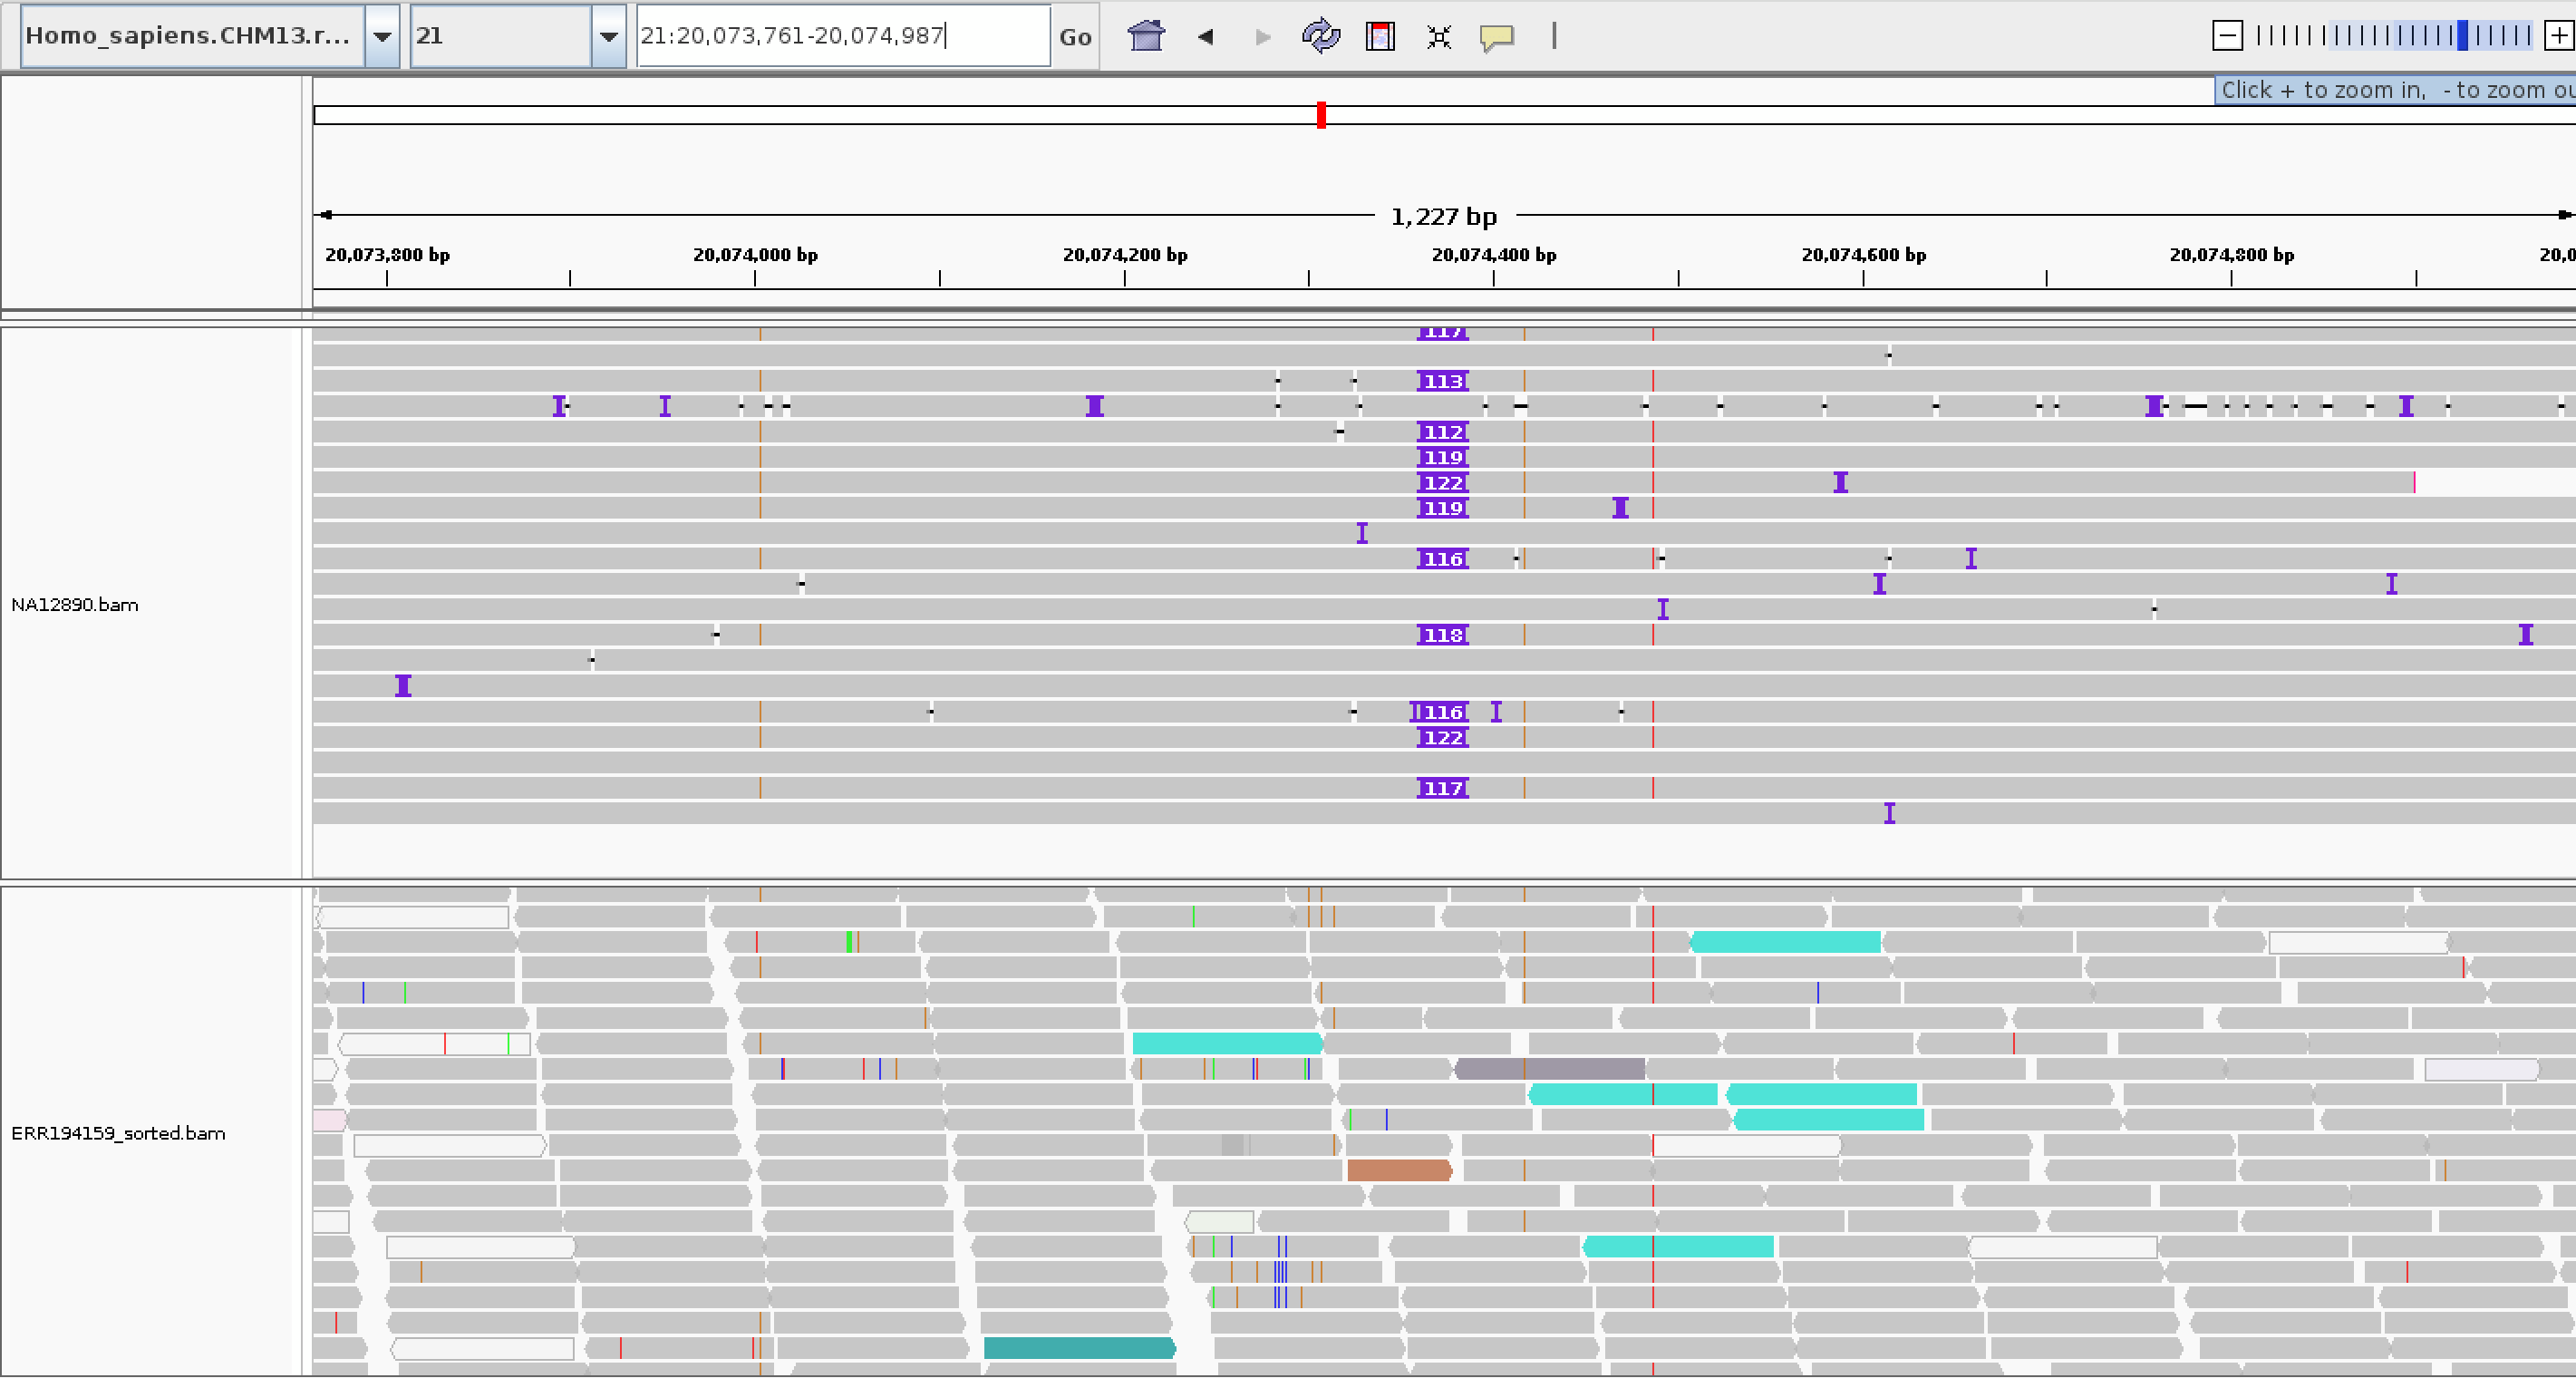 Homo_sapiens.CHM13.r... 21 21:20,073,761-20,074,987 Go
Click + to zoom in, - to zoom ou
1,227 bp
20,073,800 bp 20,074,000 bp 20,074,200 bp 20,074,400 bp 20,074,600 bp 20,074,800 bp 20,0
117
113
112
119
122
119
116
NA12890.bam
118
116
122
117
ERR194159_sorted.bam